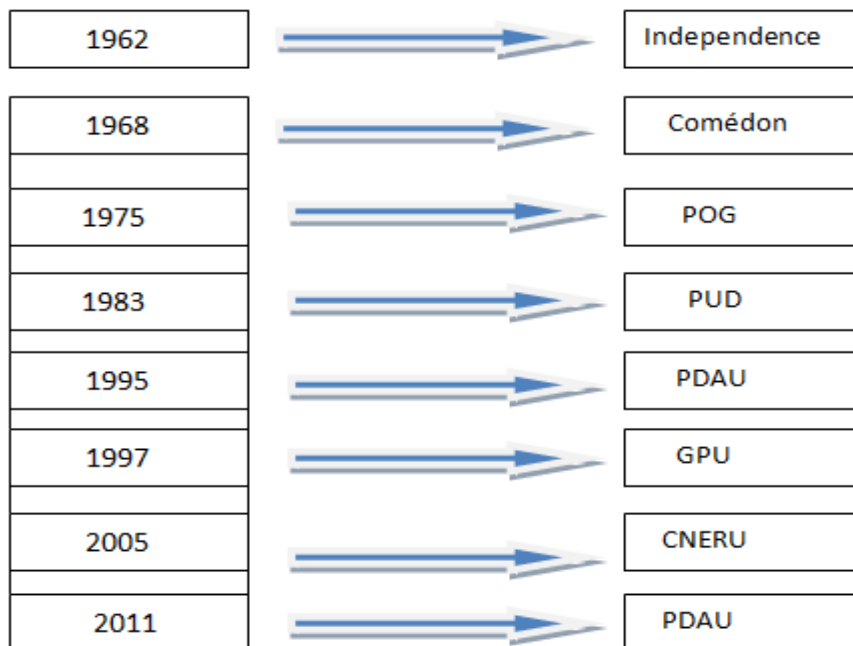 1962 Independence
1968 Comédon
1975 POG
1983 PUD
1995 PDAU
1997 GPU
2005 CNERU
2011 PDAU